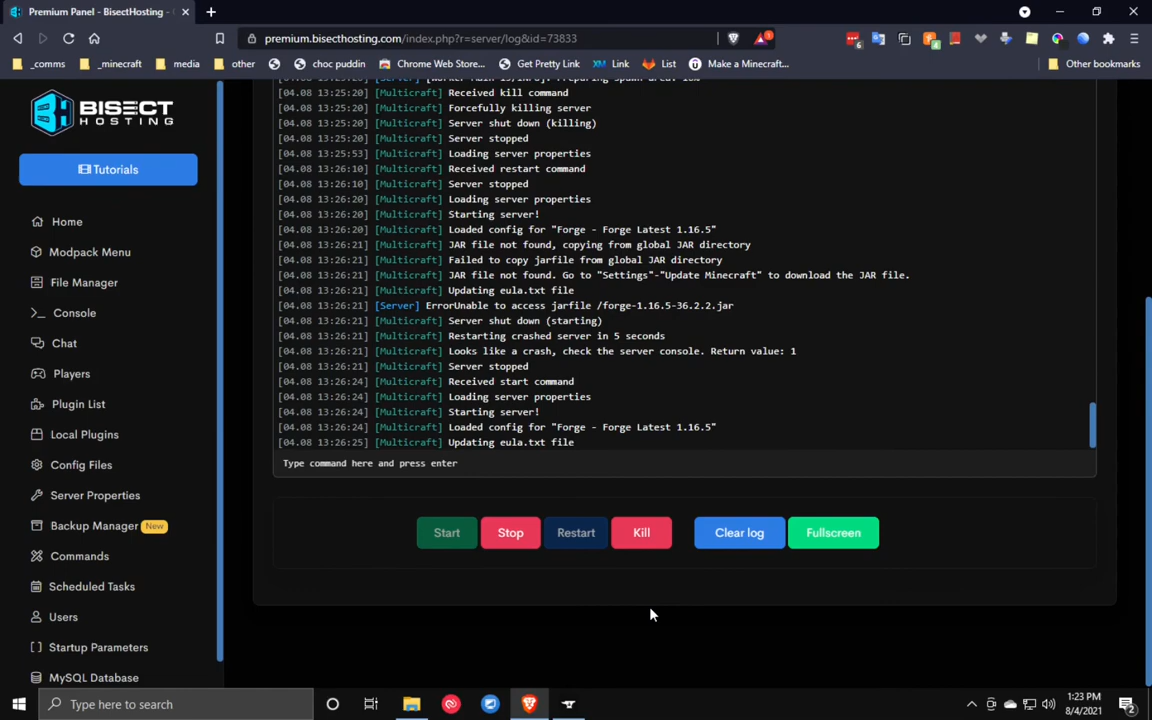 Premium Panel - BisectHosting -
premium.bisecthosting.com/index.php?r=server/log&id=73833
_comms
_minecraft
media
other
choc puddin
Chrome Web Store...
Get Pretty Link
Link
List
Make a Minecraft...
Other bookmarks
BISECT
HOSTING
Tutorials
Home
Modpack Menu
File Manager
Console
Chat
Players
Plugin List
Local Plugins
Config Files
Server Properties
Backup Manager New
Commands
Scheduled Tasks
Users
Startup Parameters
MySQL Database
[04.08 13:25:20] [Multicraft] Received kill command
[04.08 13:25:20] [Multicraft] Forcefully killing server
[04.08 13:25:20] [Multicraft] Server shut down (killing)
[04.08 13:25:20] [Multicraft] Server stopped
[04.08 13:25:53] [Multicraft] Loading server properties
[04.08 13:26:10] [Multicraft] Received restart command
[04.08 13:26:10] [Multicraft] Server stopped
[04.08 13:26:20] [Multicraft] Loading server properties
[04.08 13:26:20] [Multicraft] Starting server!
[04.08 13:26:20] [Multicraft] Loaded config for "Forge - Forge Latest 1.16.5"
[04.08 13:26:21] [Multicraft] JAR file not found, copying from global JAR directory
[04.08 13:26:21] [Multicraft] Failed to copy jarfile from global JAR directory
[04.08 13:26:21] [Multicraft] JAR file not found. Go to "Settings"-"Update Minecraft" to download the JAR file.
[04.08 13:26:21] [Multicraft] Updating eula.txt file
[04.08 13:26:21] [Server] ErrorUnable to access jarfile /forge-1.16.5-36.2.2.jar
[04.08 13:26:21] [Multicraft] Server shut down (starting)
[04.08 13:26:21] [Multicraft] Restarting crashed server in 5 seconds
[04.08 13:26:21] [Multicraft] Looks like a crash, check the server console. Return value: 1
[04.08 13:26:21] [Multicraft] Server stopped
[04.08 13:26:24] [Multicraft] Received start command
[04.08 13:26:24] [Multicraft] Loading server properties
[04.08 13:26:24] [Multicraft] Starting server!
[04.08 13:26:24] [Multicraft] Loaded config for "Forge - Forge Latest 1.16.5"
[04.08 13:26:25] [Multicraft] Updating eula.txt file
Type command here and press enter
Start
Stop
Restart
Kill
Clear log
Fullscreen
Type here to search
1:23 PM
8/4/2021